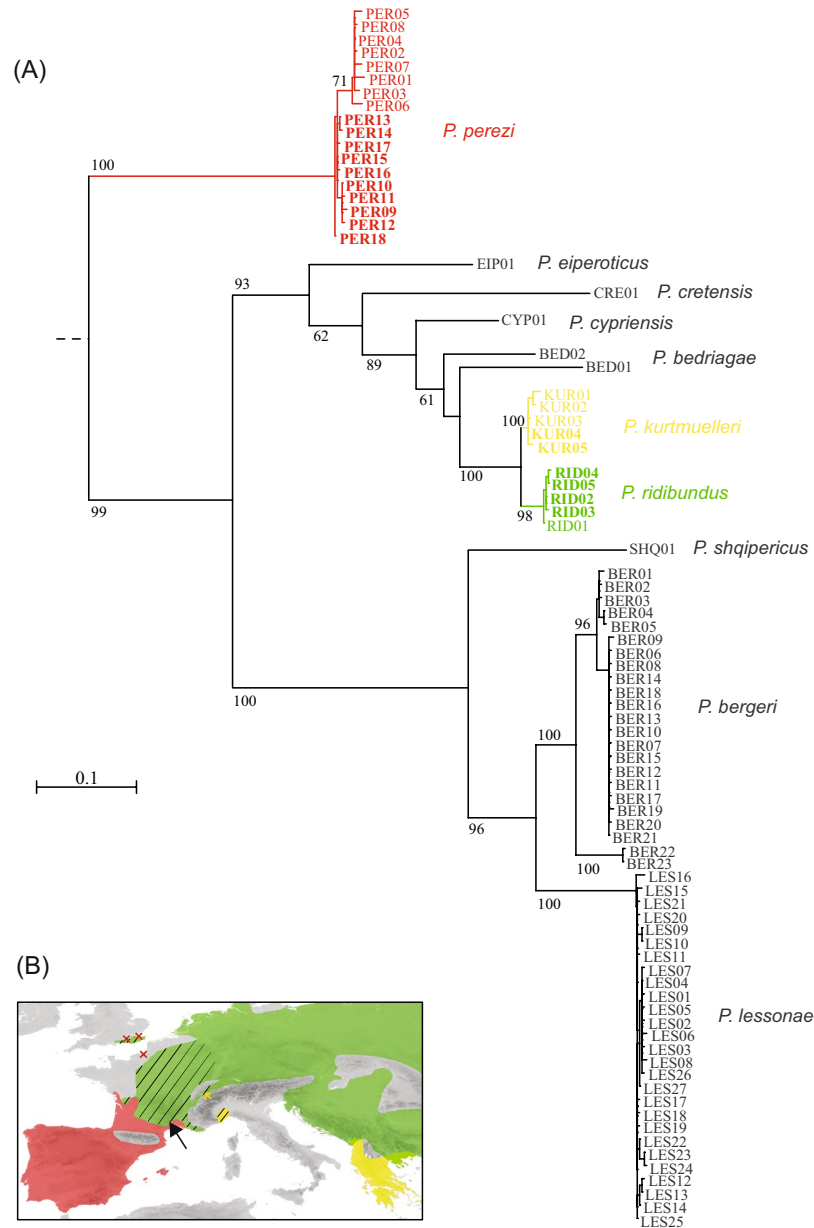 (A)
PER05
PER08
PER04
PER02
PER07
71
PER01
PER03
PER06
PER13
PER14
P. perezi
PER17
PER15
100
PER16
PER10
PER11
PER09
PER12
PER18
EIP01
P. eiperoticus
93
CRE01
P. cretensis
CYP01
P. cypriensis
62
BED02
P. bedriagae
89
BED01
61
KUR01
KUR02
100
KUR03
P. kurtmuelleri
KUR04
KUR05
100
RID04
RID05
P. ridibundus
RID02
98
RID03
RID01
99
SHQ01
P. shqipericus
BER01
BER02
BER03
BER04
96
BER05
BER09
BER06
BER08
BER14
BER18
BER16
P. bergeri
100
BER13
BER10
100
BER07
BER15
0.1
BER12
BER11
BER17
BER19
96
BER20
BER21
BER22
100
BER23
LES16
100
LES15
LES21
LES20
LES09
LES10
LES11
(B)
LES07
LES04
LES01
LES05
P. lessonae
LES02
LES06
LES03
LES08
LES26
LES27
LES17
LES18
LES19
LES22
LES23
LES24
LES12
LES13
LES14
LES25